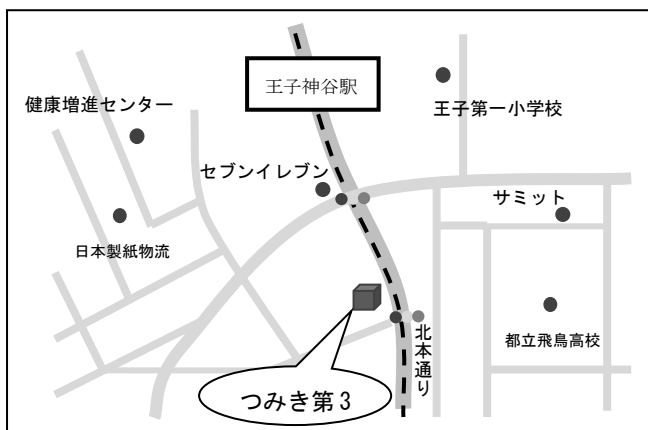 王子神谷駅
健康増進センター
王子第一小学校
セブンイレブン
サミット
日本製紙物流
北本通り
都立飛鳥高校
つみき第3